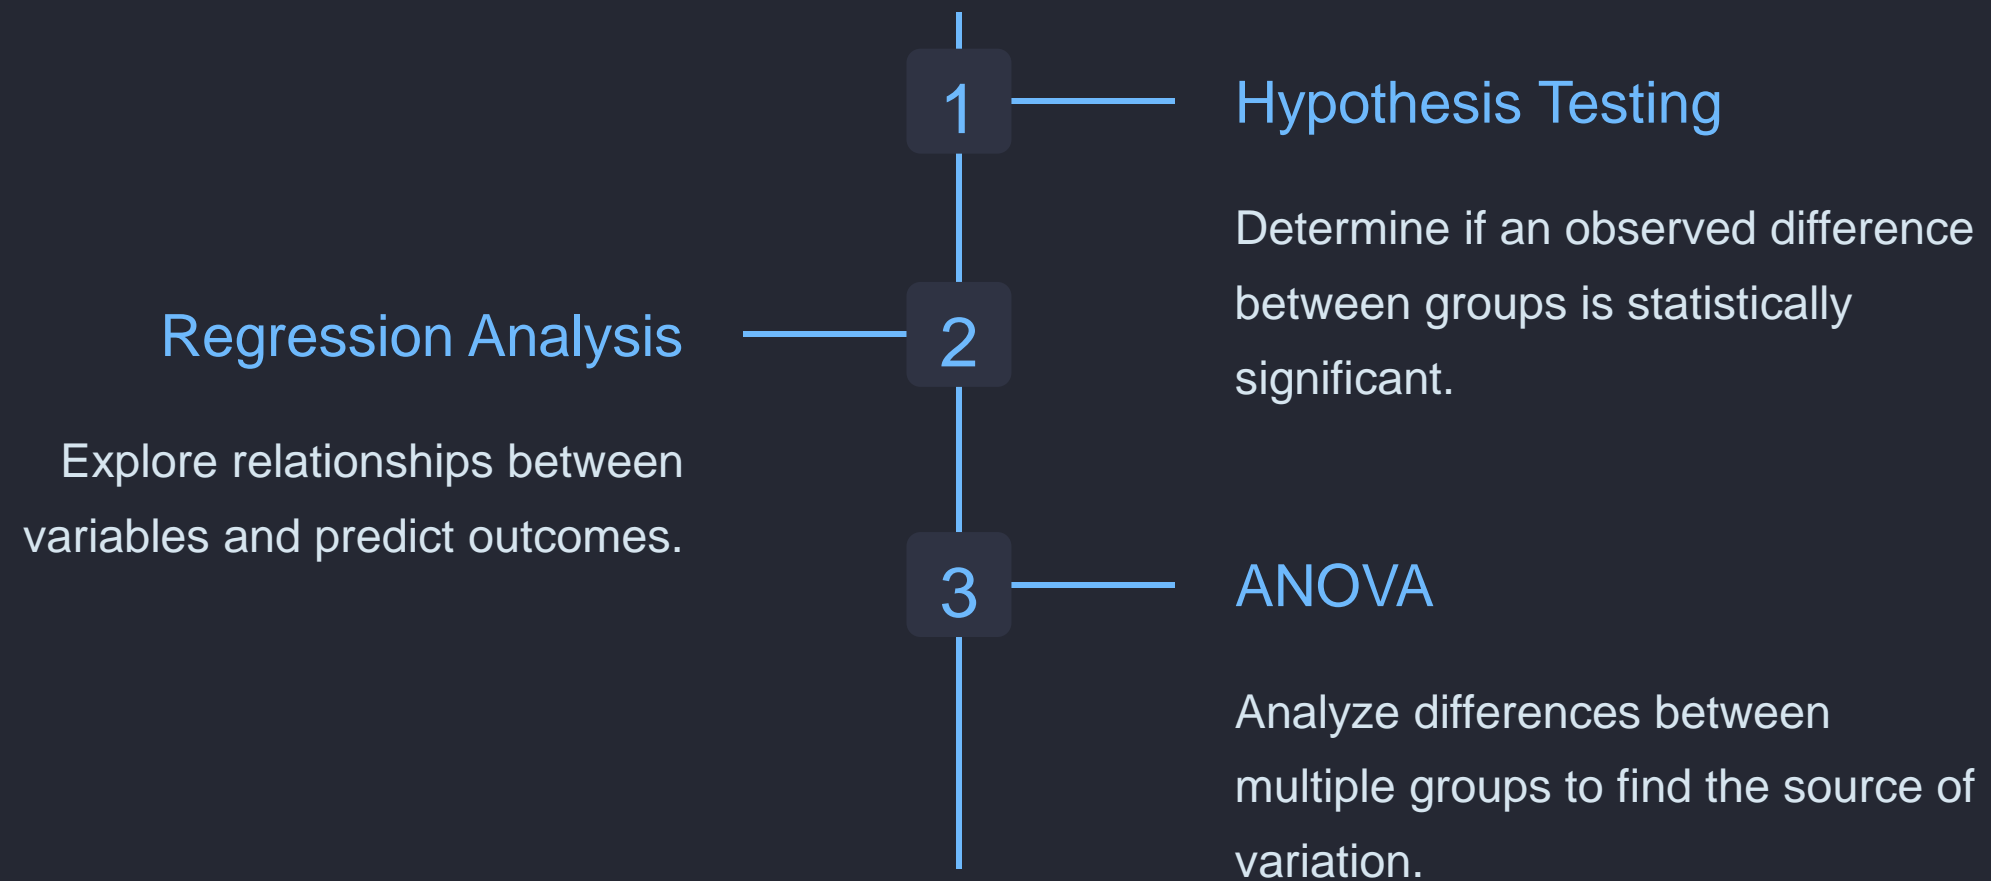 1
Hypothesis Testing
Determine if an observed difference
between groups is statistically
significant.
2
Regression Analysis
Explore relationships between
variables and predict outcomes.
3
ANOVA
Analyze differences between
multiple groups to find the source of
variation.